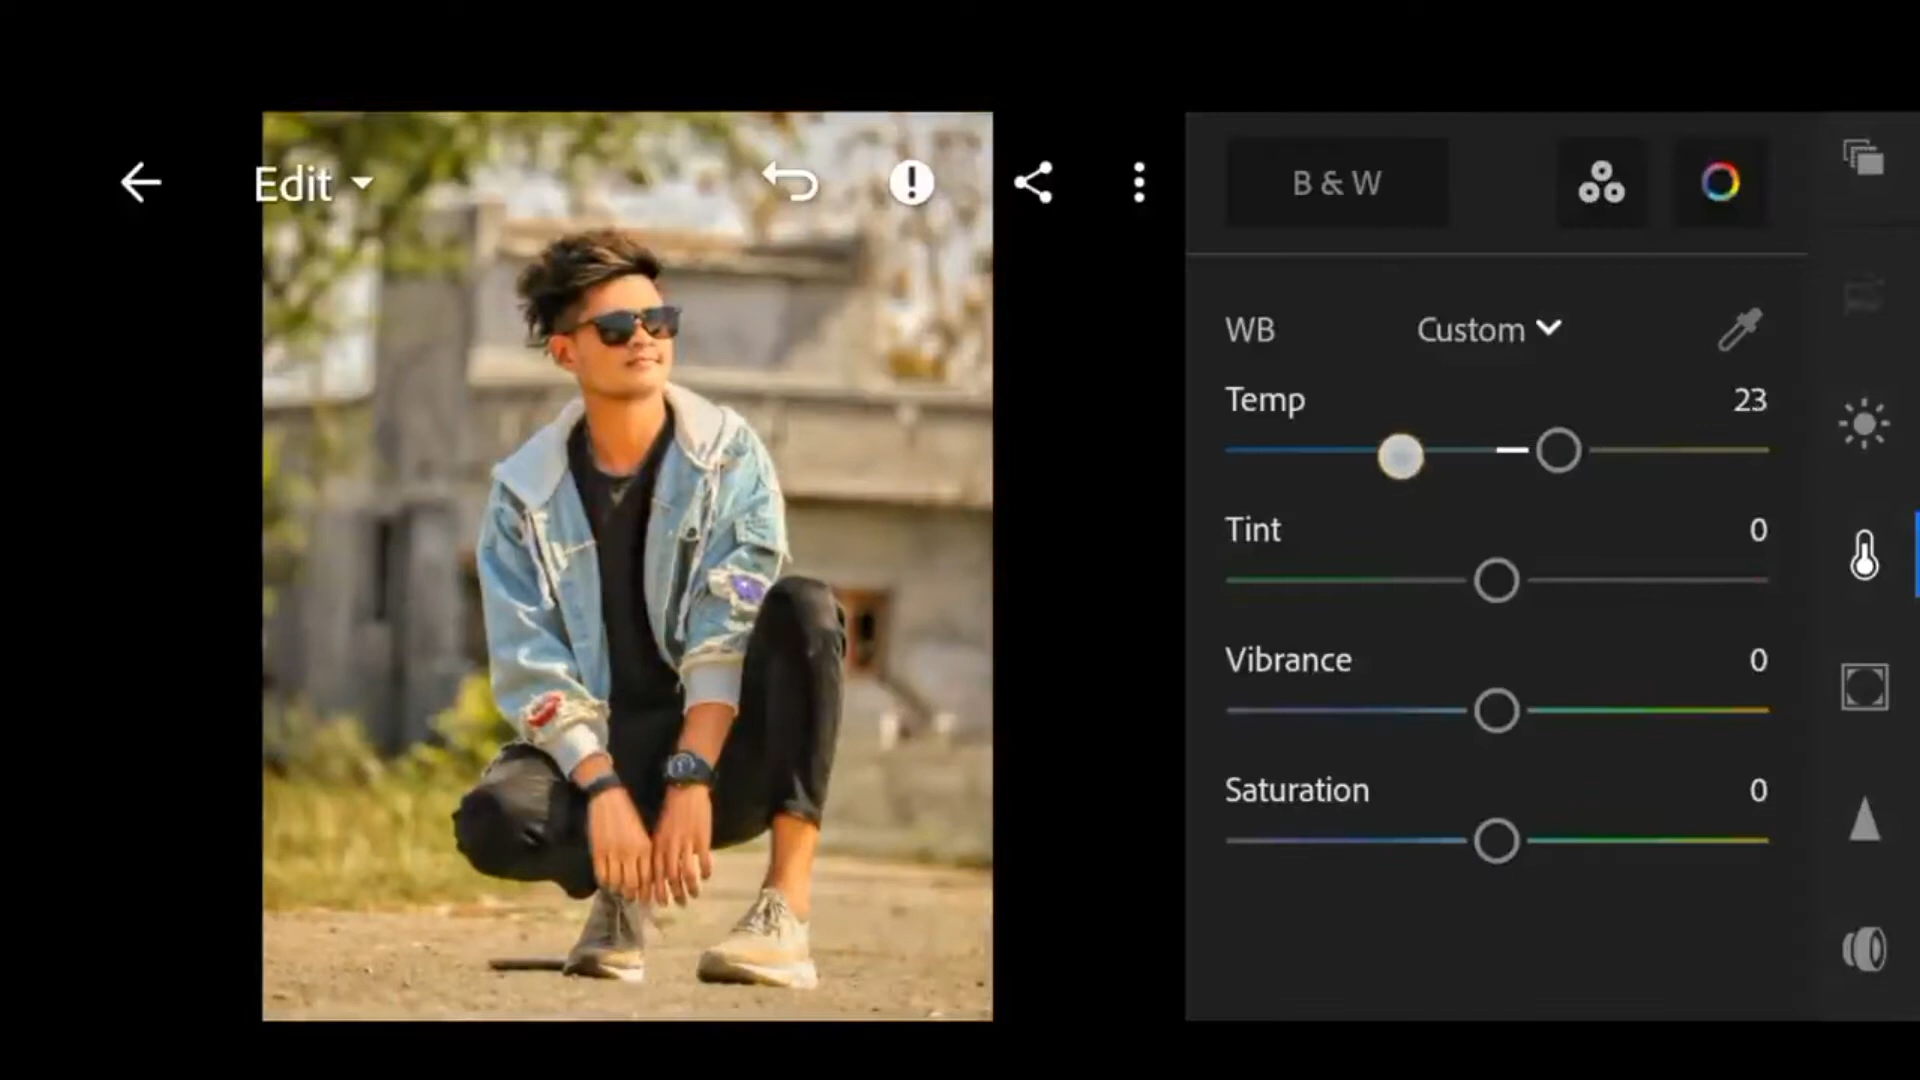 Edit
B & W
WB Custom
Temp 23
Tint 0
Vibrance 0
Saturation 0